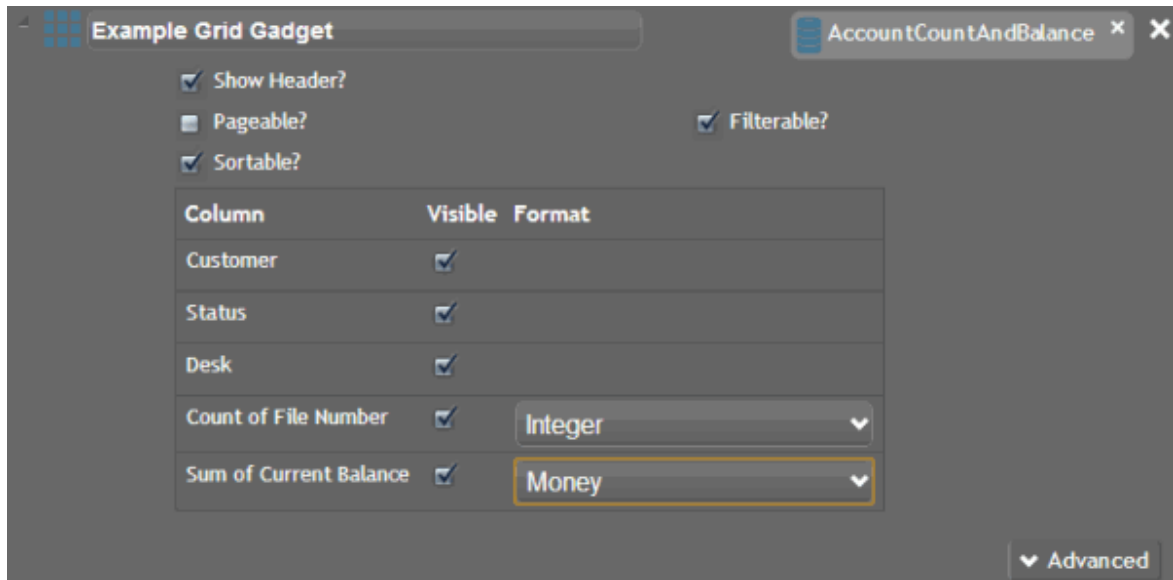 Example Grid Gadget AccountCountAndBalance
Show Header?
Pageable? Filterable?
Sortable?
Column Visible Format
Customer
Status
Desk
Count of File Number Integer
Sum of Current Balance Money
Advanced